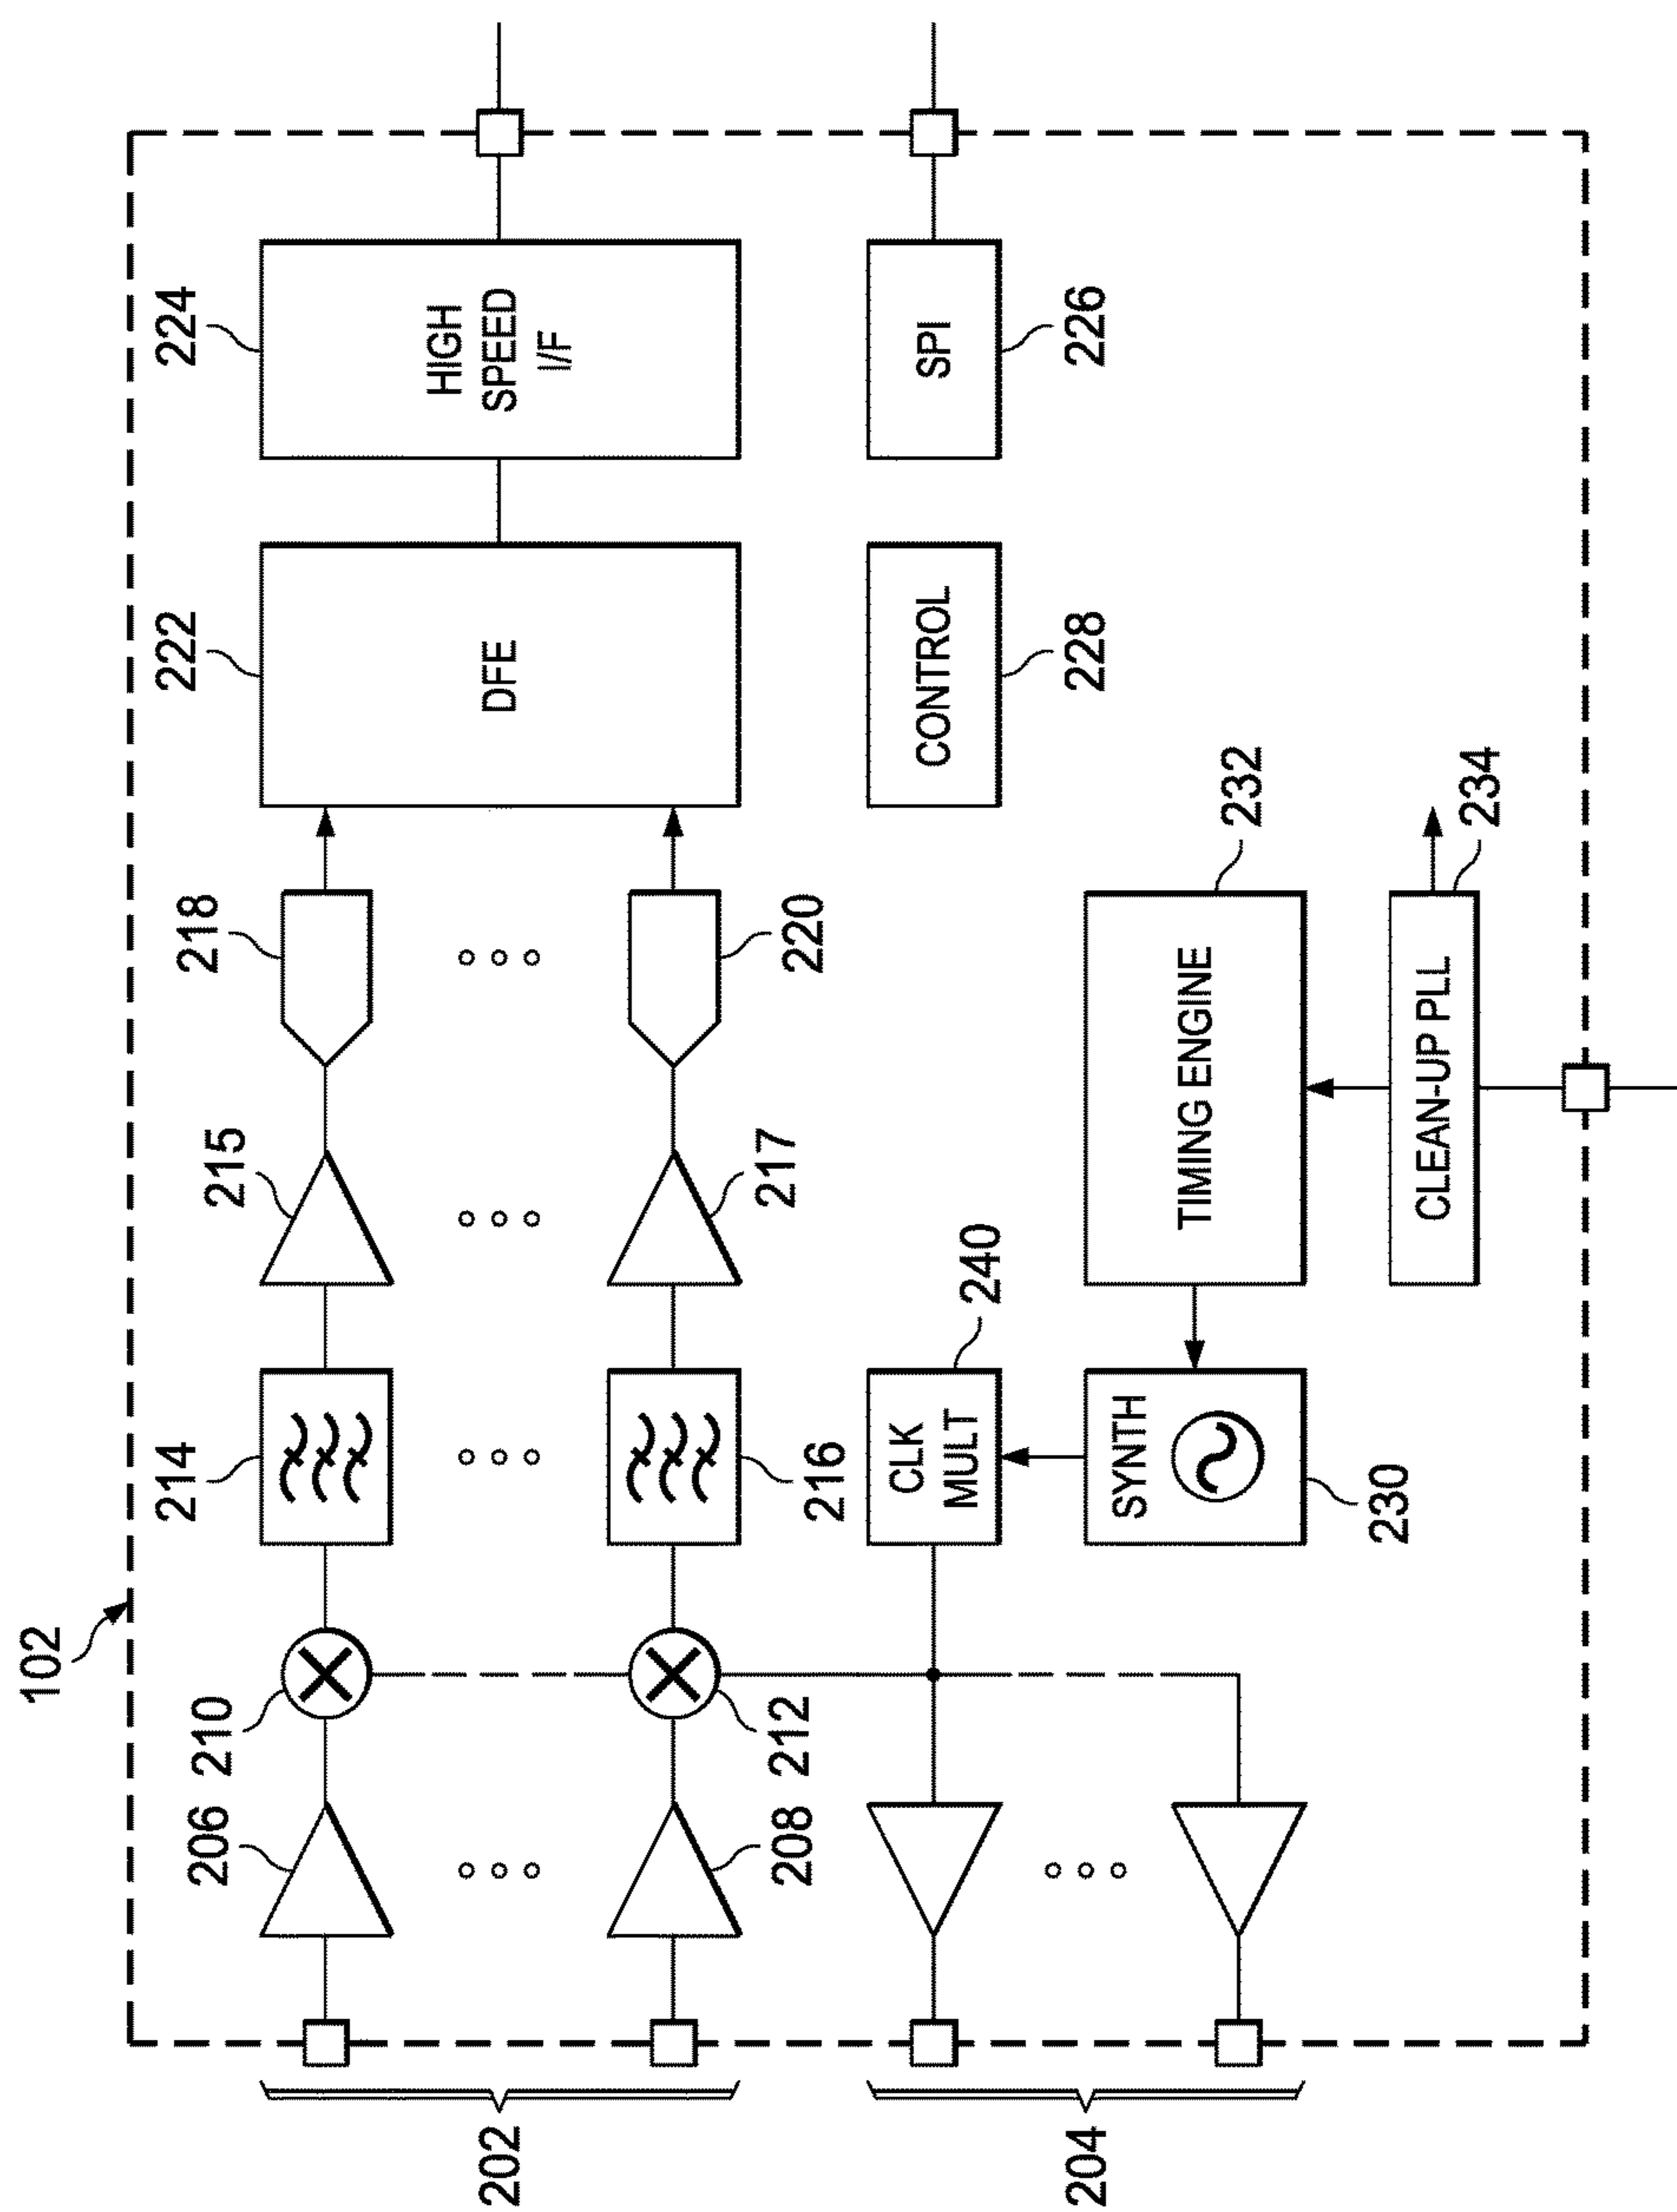 102
202
204
206
208
210
212
214
216
215
217
218
220
222
DFE
224
HIGH
SPEED
I/F
226
SPI
228
CONTROL
240
CLK
MULT
230
SYNTH
232
TIMING ENGINE
234
CLEAN-UP PLL